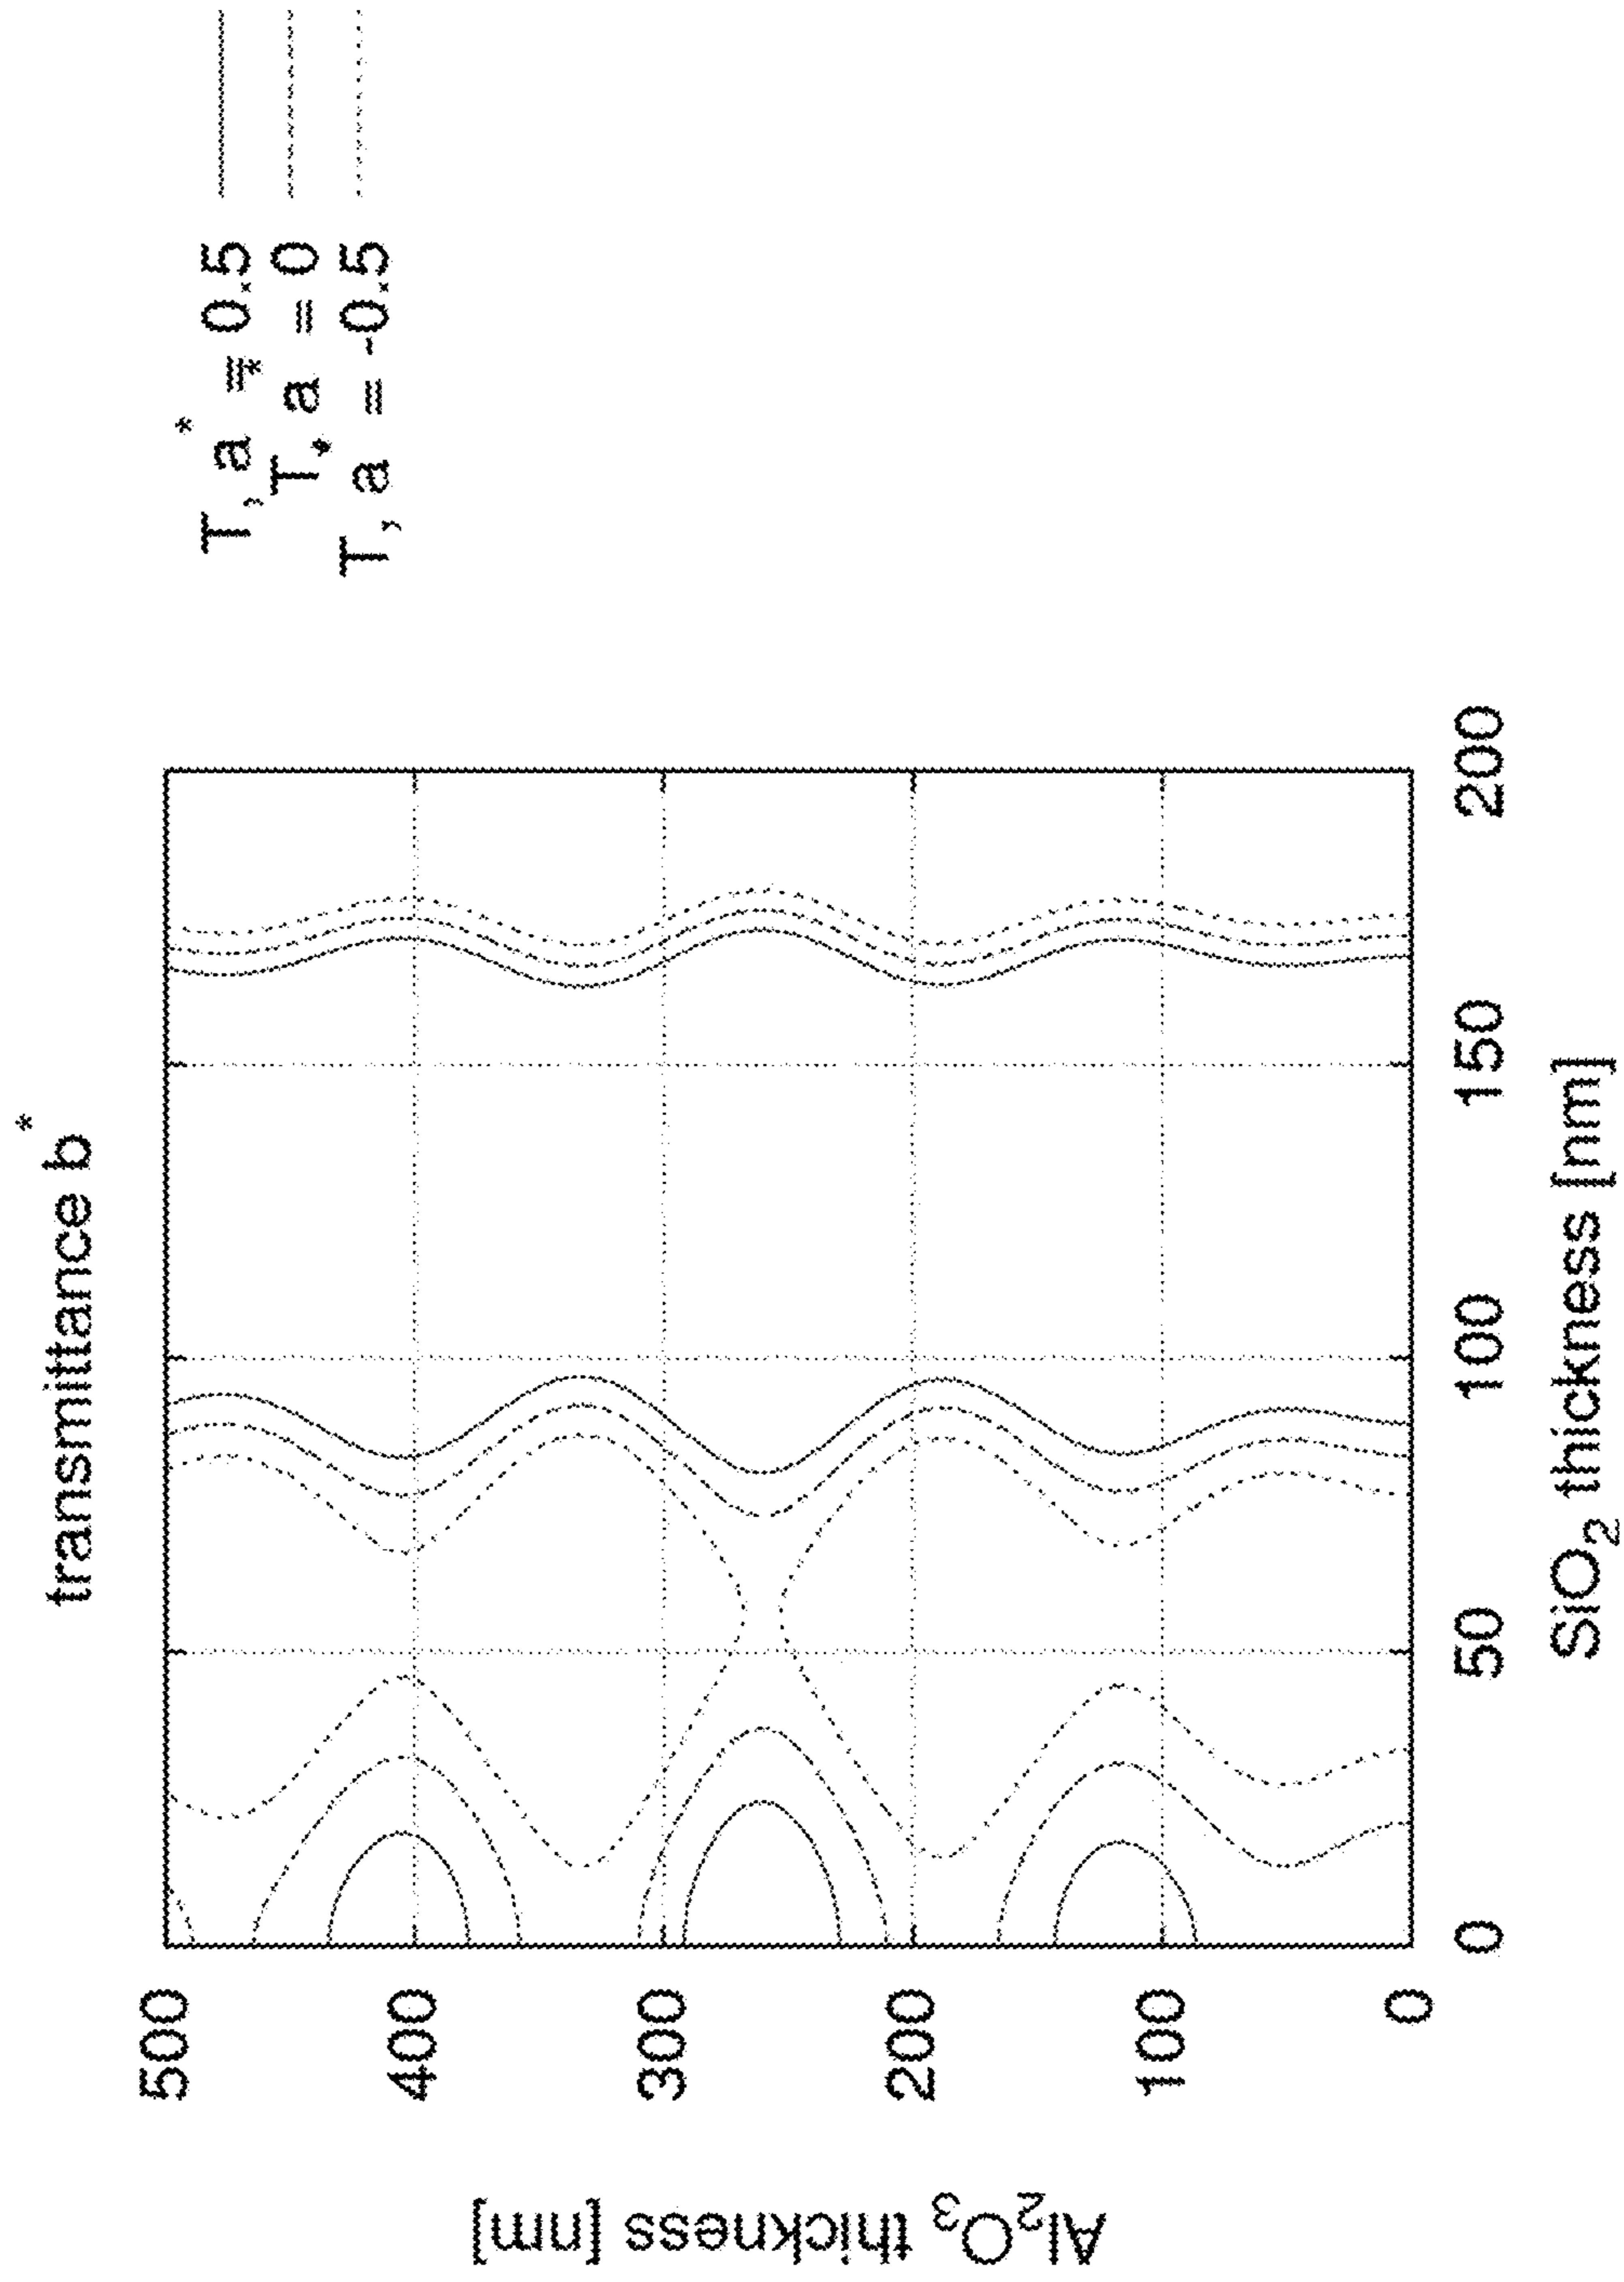 transmittance b*
T, a* = 0.5
T, a* = 0
T, a* = -0.5
500
400
300
200
100
0
Al₂O₃ thickness [nm]
0 50 100 150 200
SiO₂ thickness [nm]